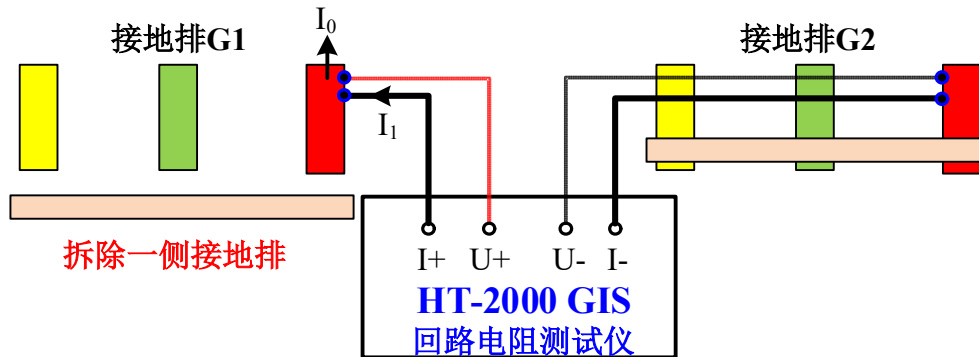 接地排G1
I₀
接地排G2
I₁
拆除一侧接地排
I+ U+ U- I-
HT-2000 GIS
回路电阻测试仪